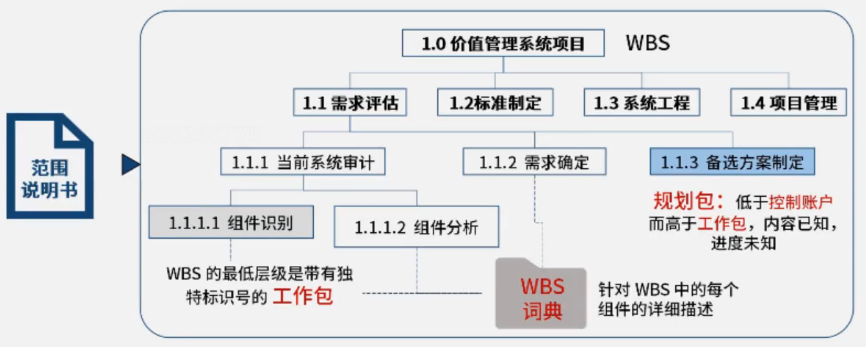 1.0 价值管理系统项目
WBS
1.1 需求评估
1.2标准制定
1.3 系统工程
1.4 项目管理
范围
说明书
1.1.1 当前系统审计
1.1.2 需求确定
1.1.3 备选方案制定
1.1.1.1 组件识别
1.1.1.2 组件分析
规划包：低于控制账户
而高于工作包，内容已知，
进度未知
WBS 的最低层级是带有独
特标识号的 工作包
WBS
词典
针对 WBS 中的每个
组件的详细描述